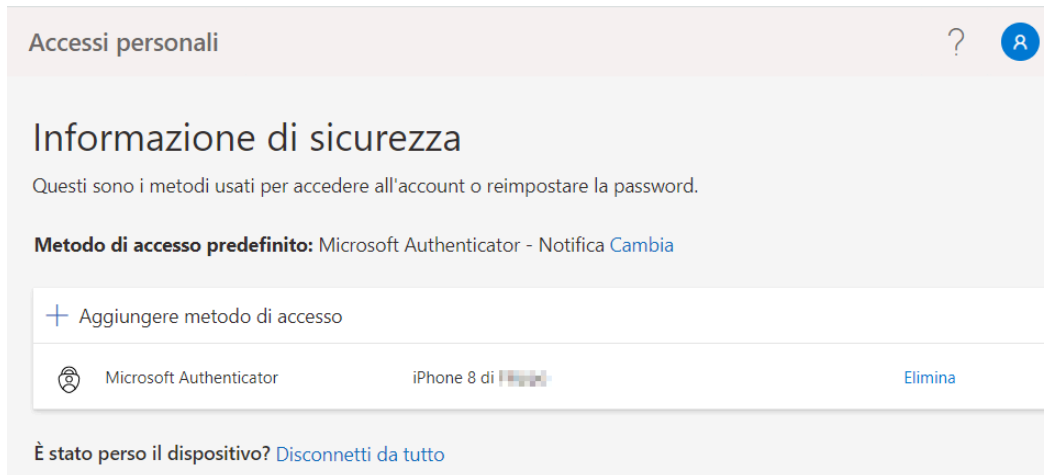 Accessi personali ?
Informazione di sicurezza
Questi sono i metodi usati per accedere all'account o reimpostare la password.
Metodo di accesso predefinito: Microsoft Authenticator - Notifica Cambia
+ Aggiungere metodo di accesso
Microsoft Authenticator iPhone 8 di Elimina
È stato perso il dispositivo? Disconnetti da tutto